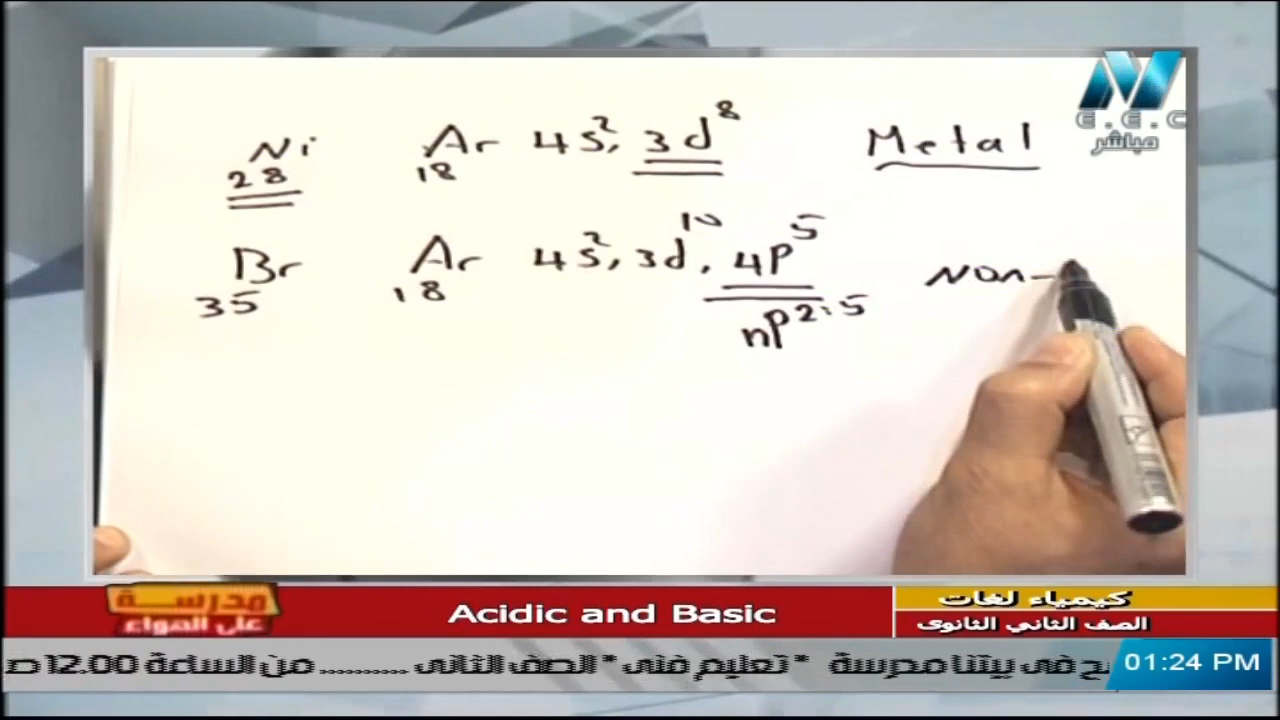 E.E.C
مباشر
Ni Ar 4s², 3d⁸ Metal
28 18
Br Ar 4s², 3d¹⁰, 4p⁵ Non-
35 18
np²:⁵
مدرسة
على الهواء
Acidic and Basic
كيمياء لغات
الصف الثاني الثانوى
فى بيتنا مدرسة * تعليم فنى * الصف الثانى .......... من الساعة 12.00
01:24 PM